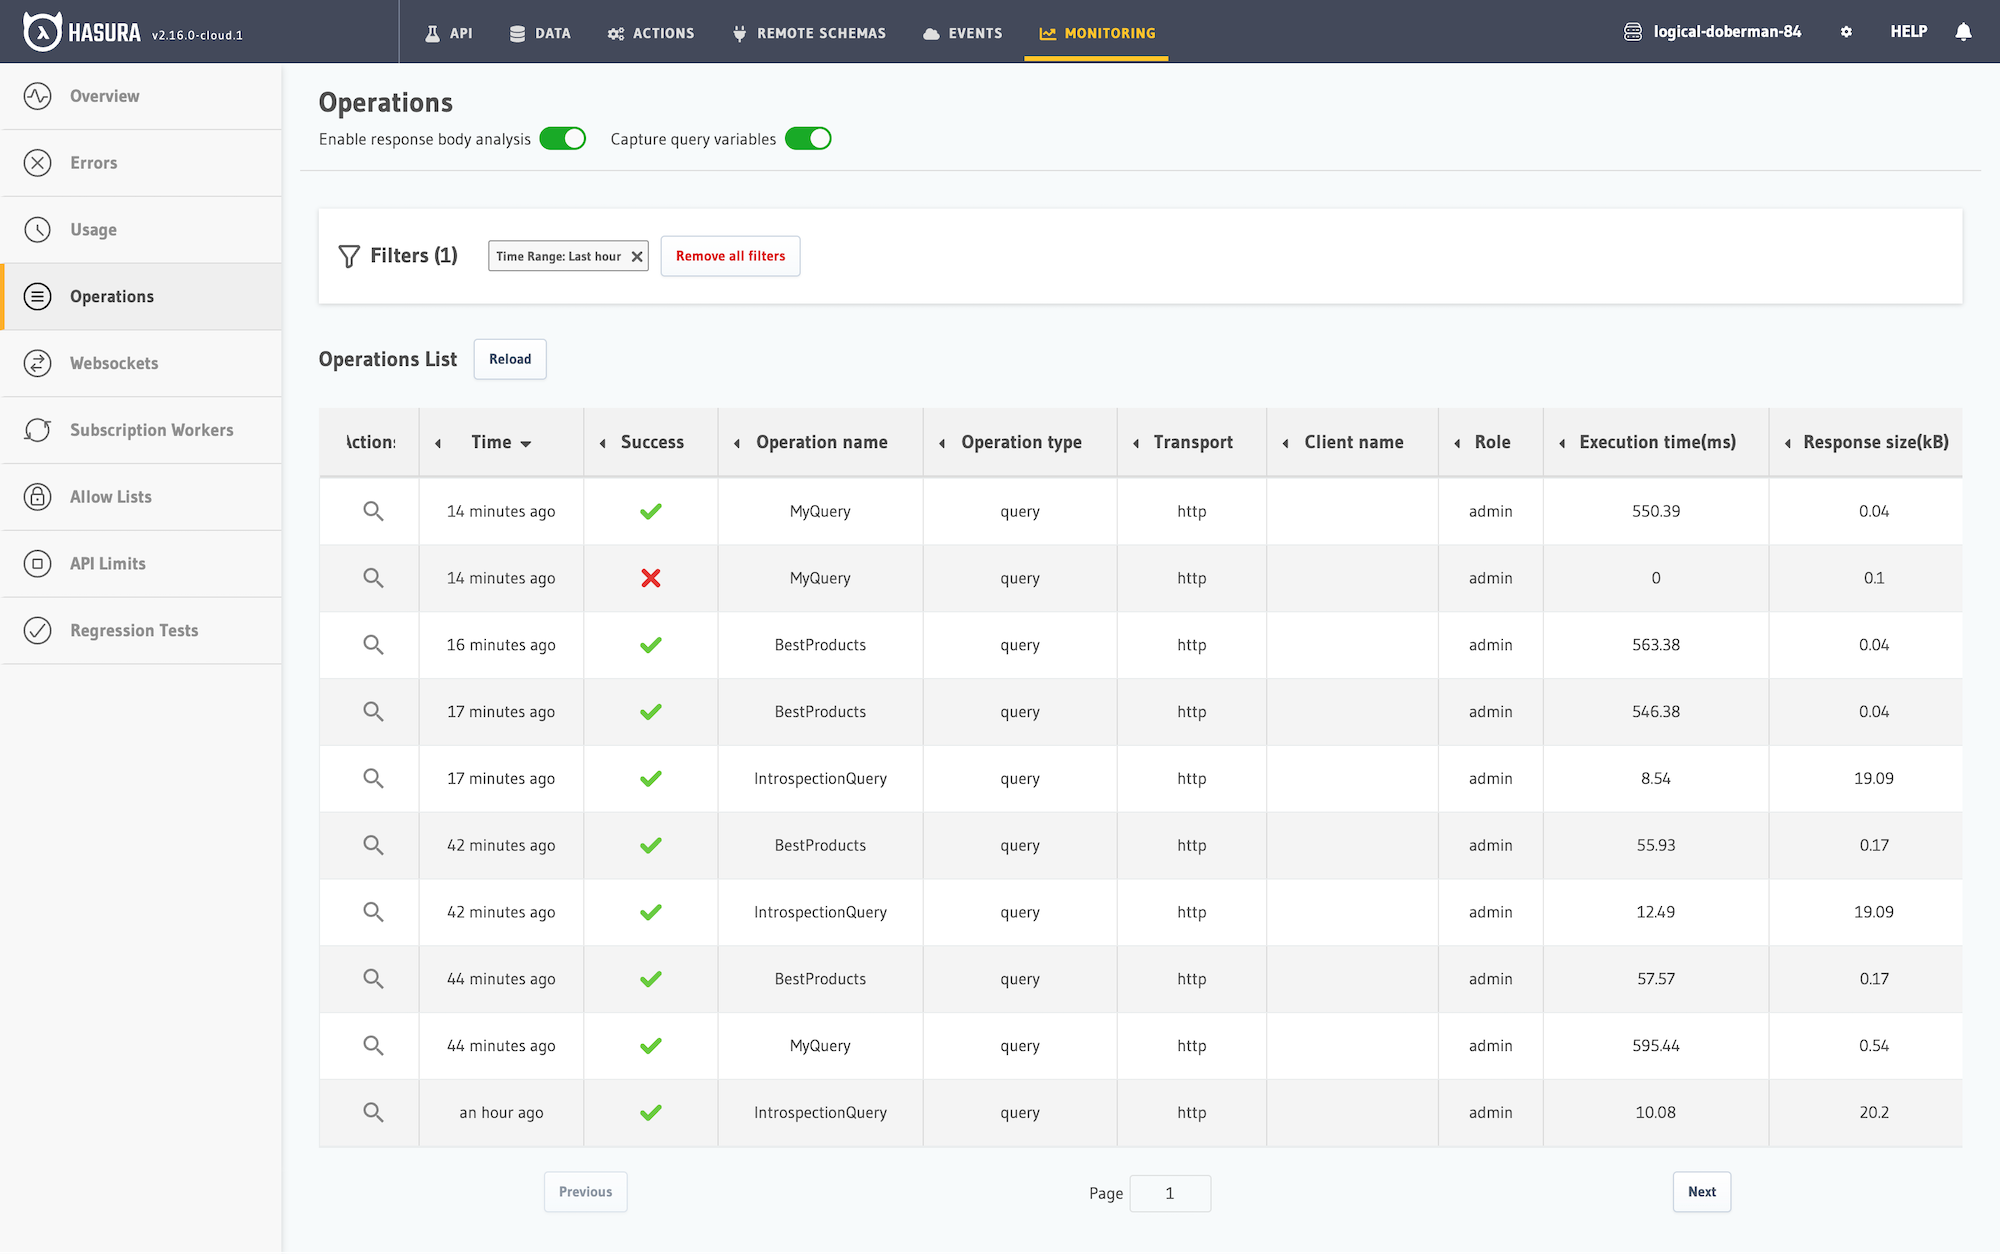 HASURA v2.16.0-cloud.1 API DATA ACTIONS REMOTE SCHEMAS EVENTS MONITORING logical-doberman-84 HELP
Overview
Errors
Usage
Operations
Websockets
Subscription Workers
Allow Lists
API Limits
Regression Tests
Operations
Enable response body analysis Capture query variables
Filters (1) Time Range: Last hour Remove all filters
Operations List Reload
Actions Time Success Operation name Operation type Transport Client name Role Execution time(ms) Response size(kB)
14 minutes ago MyQuery query http admin 550.39 0.04
14 minutes ago MyQuery query http admin 0 0.1
16 minutes ago BestProducts query http admin 563.38 0.04
17 minutes ago BestProducts query http admin 546.38 0.04
17 minutes ago IntrospectionQuery query http admin 8.54 19.09
42 minutes ago BestProducts query http admin 55.93 0.17
42 minutes ago IntrospectionQuery query http admin 12.49 19.09
44 minutes ago BestProducts query http admin 57.57 0.17
44 minutes ago MyQuery query http admin 595.44 0.54
an hour ago IntrospectionQuery query http admin 10.08 20.2
Previous Page 1 Next